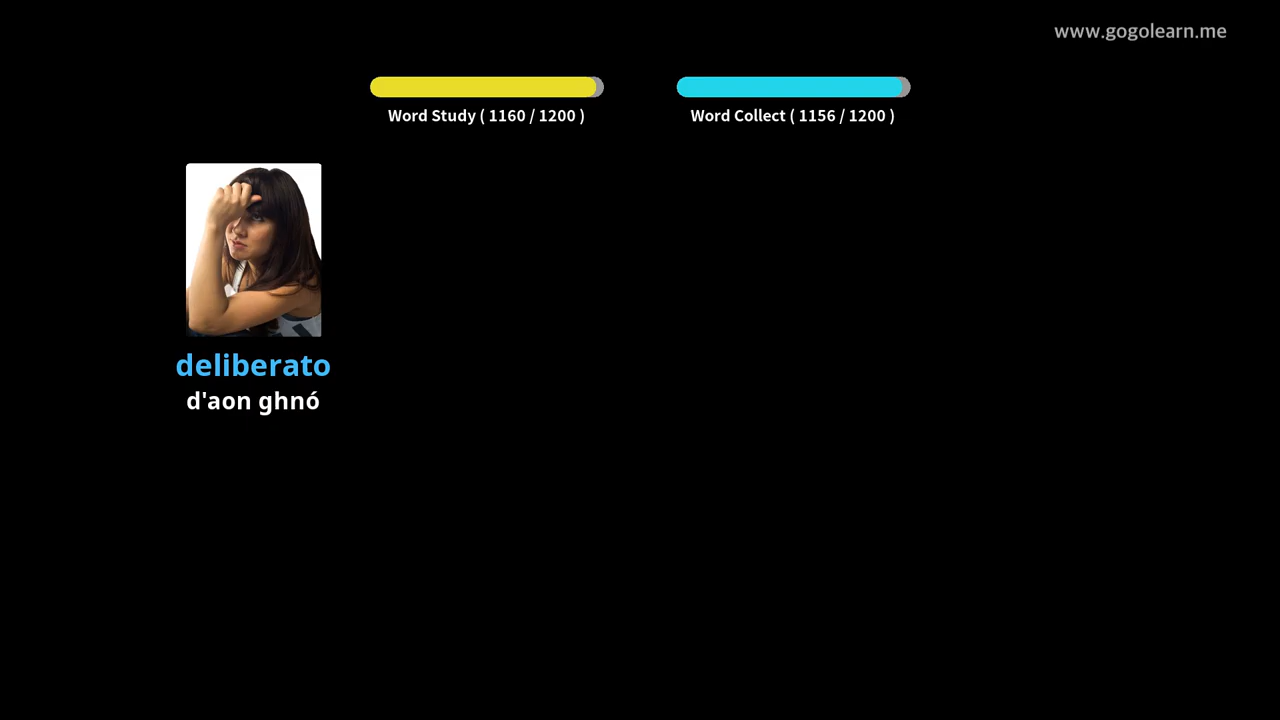 www.gogolearn.me
Word Study ( 1160 / 1200 )
Word Collect ( 1156 / 1200 )
deliberato
d'aon ghnó